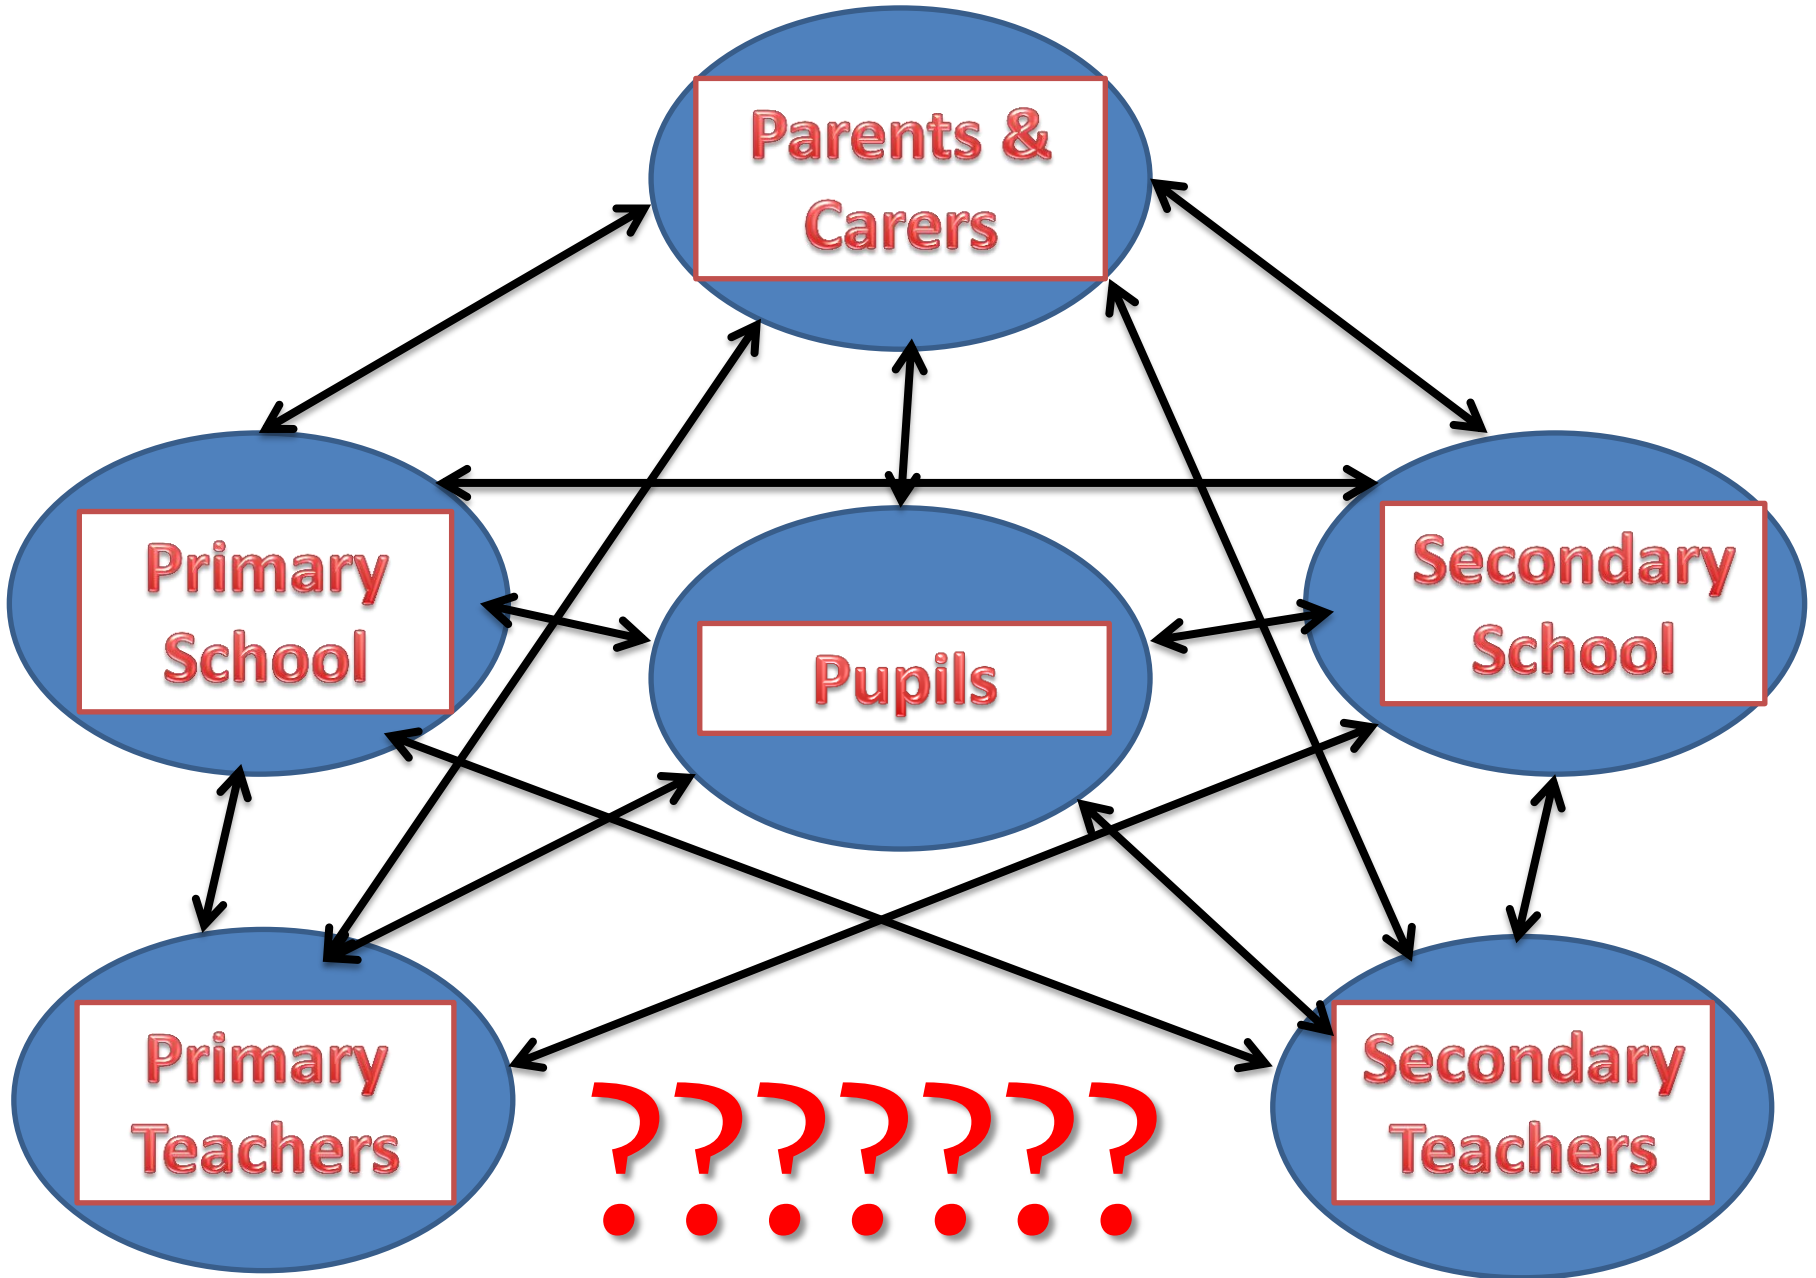 Parents &
Carers
Primary
School
Pupils
Secondary
School
Primary
Teachers
???????
Secondary
Teachers